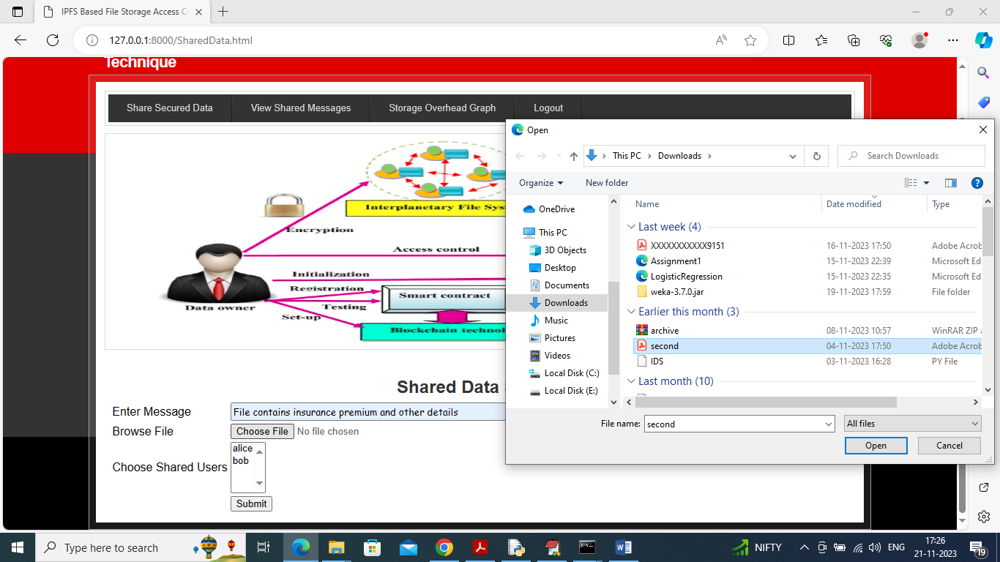 IPFS Based File Storage Access C
127.0.0.1:8000/SharedData.html
Technique
Share Secured Data
View Shared Messages
Storage Overhead Graph
Logout
Interplanetary File Sys
Encryption
Access control
Initialization
Registration
Smart contract
Testing
Data owner
Set-up
Blockchain technol
Shared Data
Enter Message
File contains insurance premium and other details
Browse File
Choose File No file chosen
Choose Shared Users
alice
bob
Submit
Open
This PC > Downloads >
Search Downloads
Organize
New folder
OneDrive
This PC
3D Objects
Desktop
Documents
Downloads
Music
Pictures
Videos
Local Disk (C:)
Local Disk (E:)
Name Date modified Type
Last week (4)
XXXXXXXXXXX9151 16-11-2023 17:50 Adobe Acrob
Assignment1 15-11-2023 22:39 Microsoft Ed
LogisticRegression 15-11-2023 22:35 Microsoft Ed
weka-3.7.0.jar 19-11-2023 17:59 File folder
Earlier this month (3)
archive 08-11-2023 10:57 WinRAR ZIP
second 04-11-2023 17:50 Adobe Acrob
IDS 03-11-2023 16:28 PY File
Last month (10)
File name: second
All files
Open
Cancel
Type here to search
NIFTY
ENG
17:26
21-11-2023
19